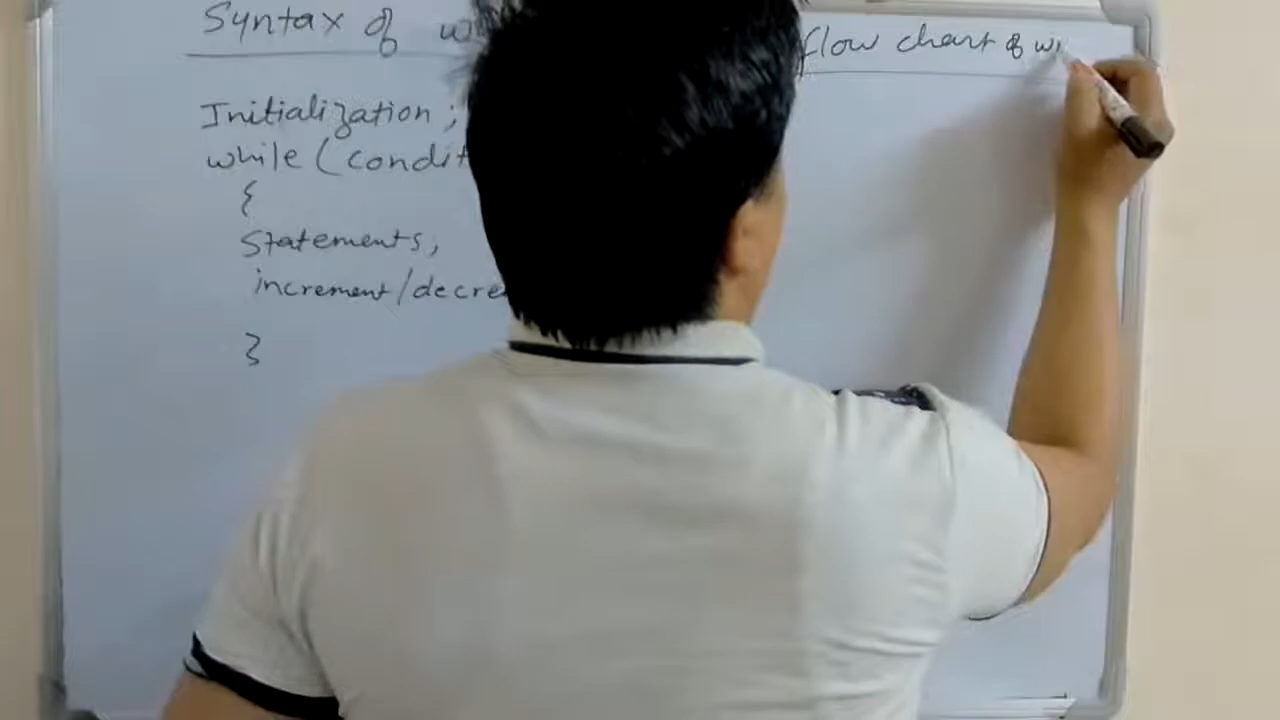 Syntax of
flow chart of
Initialization ;
while (condit
{
Statements;
increment/decre
}